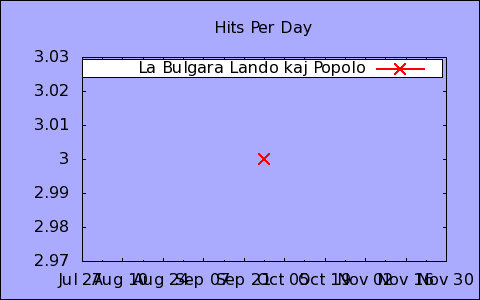 Hits Per Day
La Bulgara Lando kaj Popolo
3.03
3.02
3.01
3
2.99
2.98
2.97
Jul 27 Aug 10 Aug 24 Sep 07 Sep 21 Oct 05 Oct 19 Nov 02 Nov 16 Nov 30